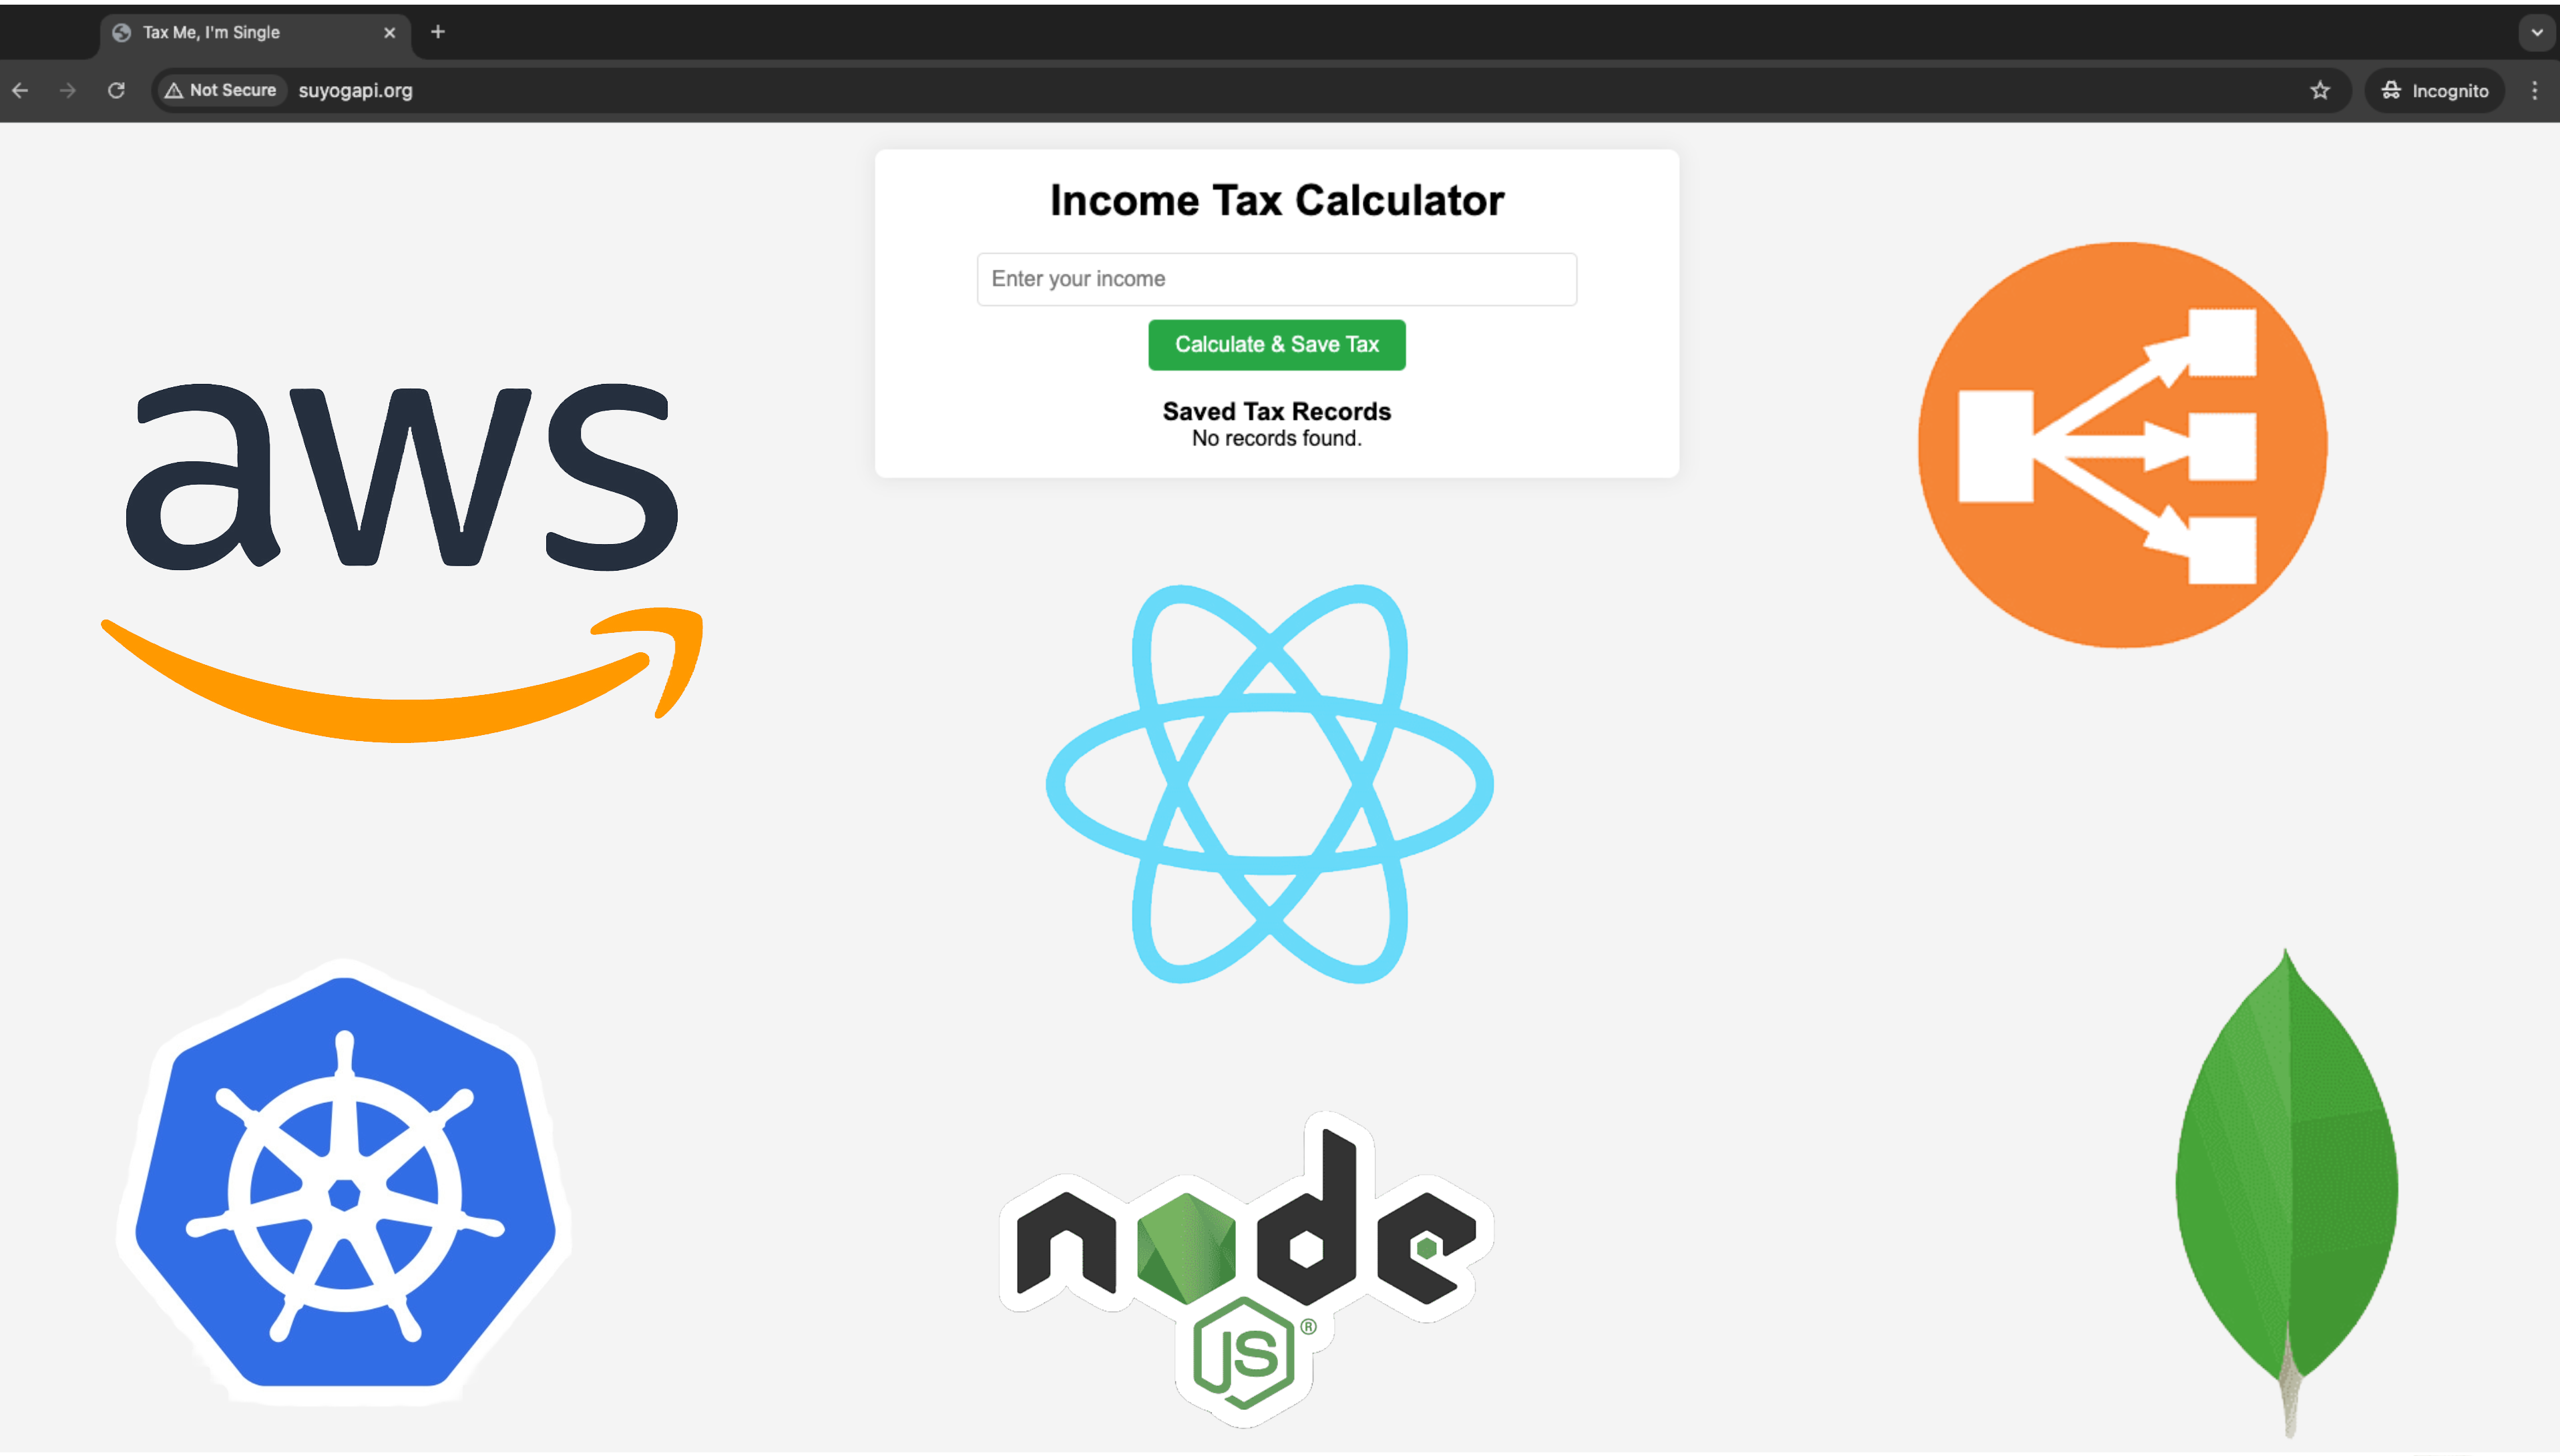 Tax Me, I'm Single
Not Secure suyogapi.org
Incognito
Income Tax Calculator
Enter your income
Calculate & Save Tax
Saved Tax Records
No records found.
aws
node
JS®